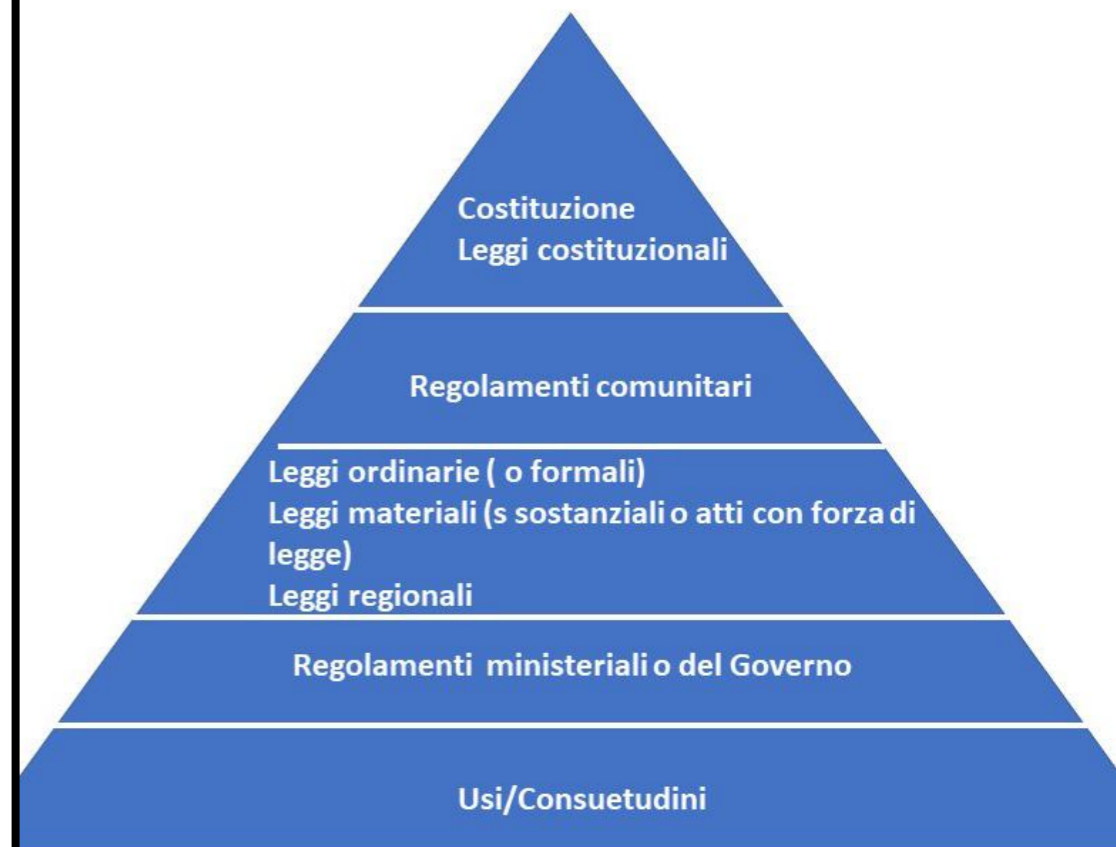 Costituzione
Leggi costituzionali
Regolamenti comunitari
Leggi ordinarie ( o formali)
Leggi materiali (s sostanziali o atti con forza di
legge)
Leggi regionali
Regolamenti ministeriali o del Governo
Usi/Consuetudini